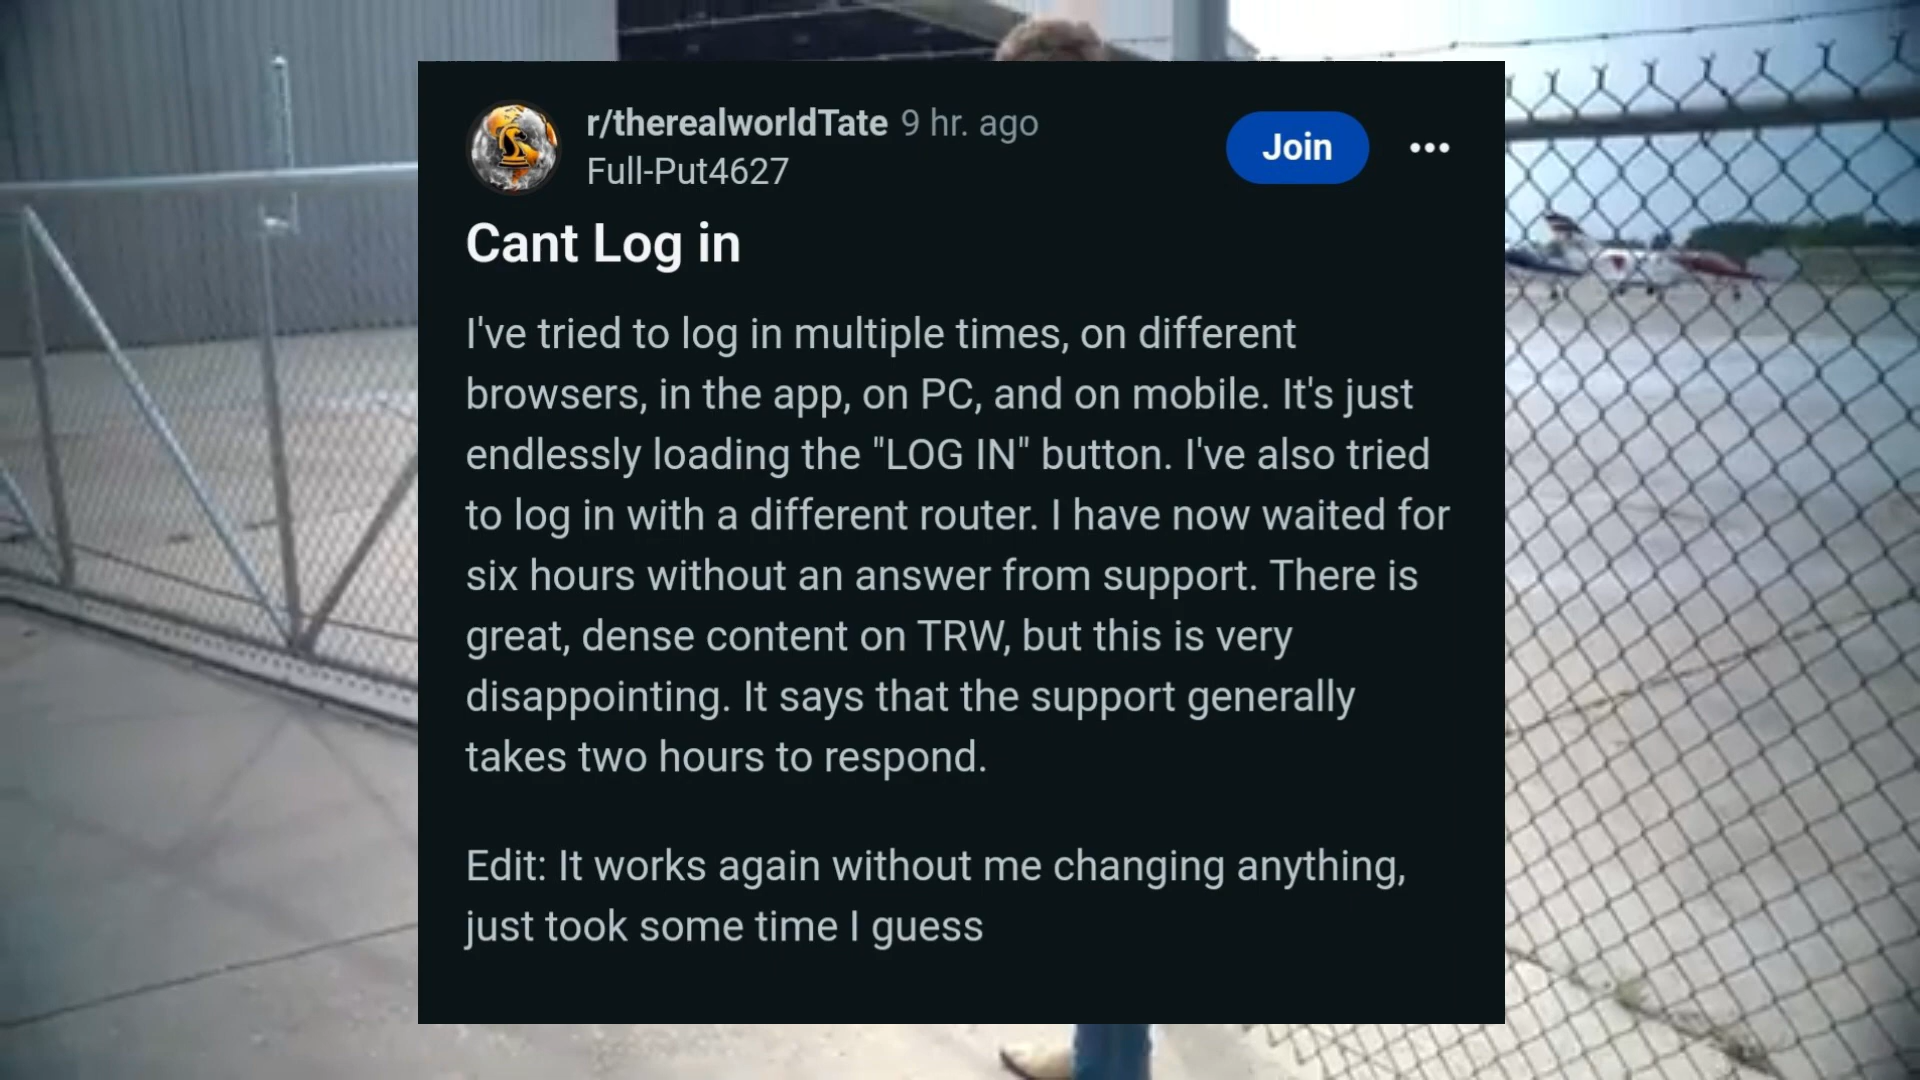 r/therealworldTate 9 hr. ago
Full-Put4627
Join
Cant Log in
I've tried to log in multiple times, on different
browsers, in the app, on PC, and on mobile. It's just
endlessly loading the "LOG IN" button. I've also tried
to log in with a different router. I have now waited for
six hours without an answer from support. There is
great, dense content on TRW, but this is very
disappointing. It says that the support generally
takes two hours to respond.
Edit: It works again without me changing anything,
just took some time I guess